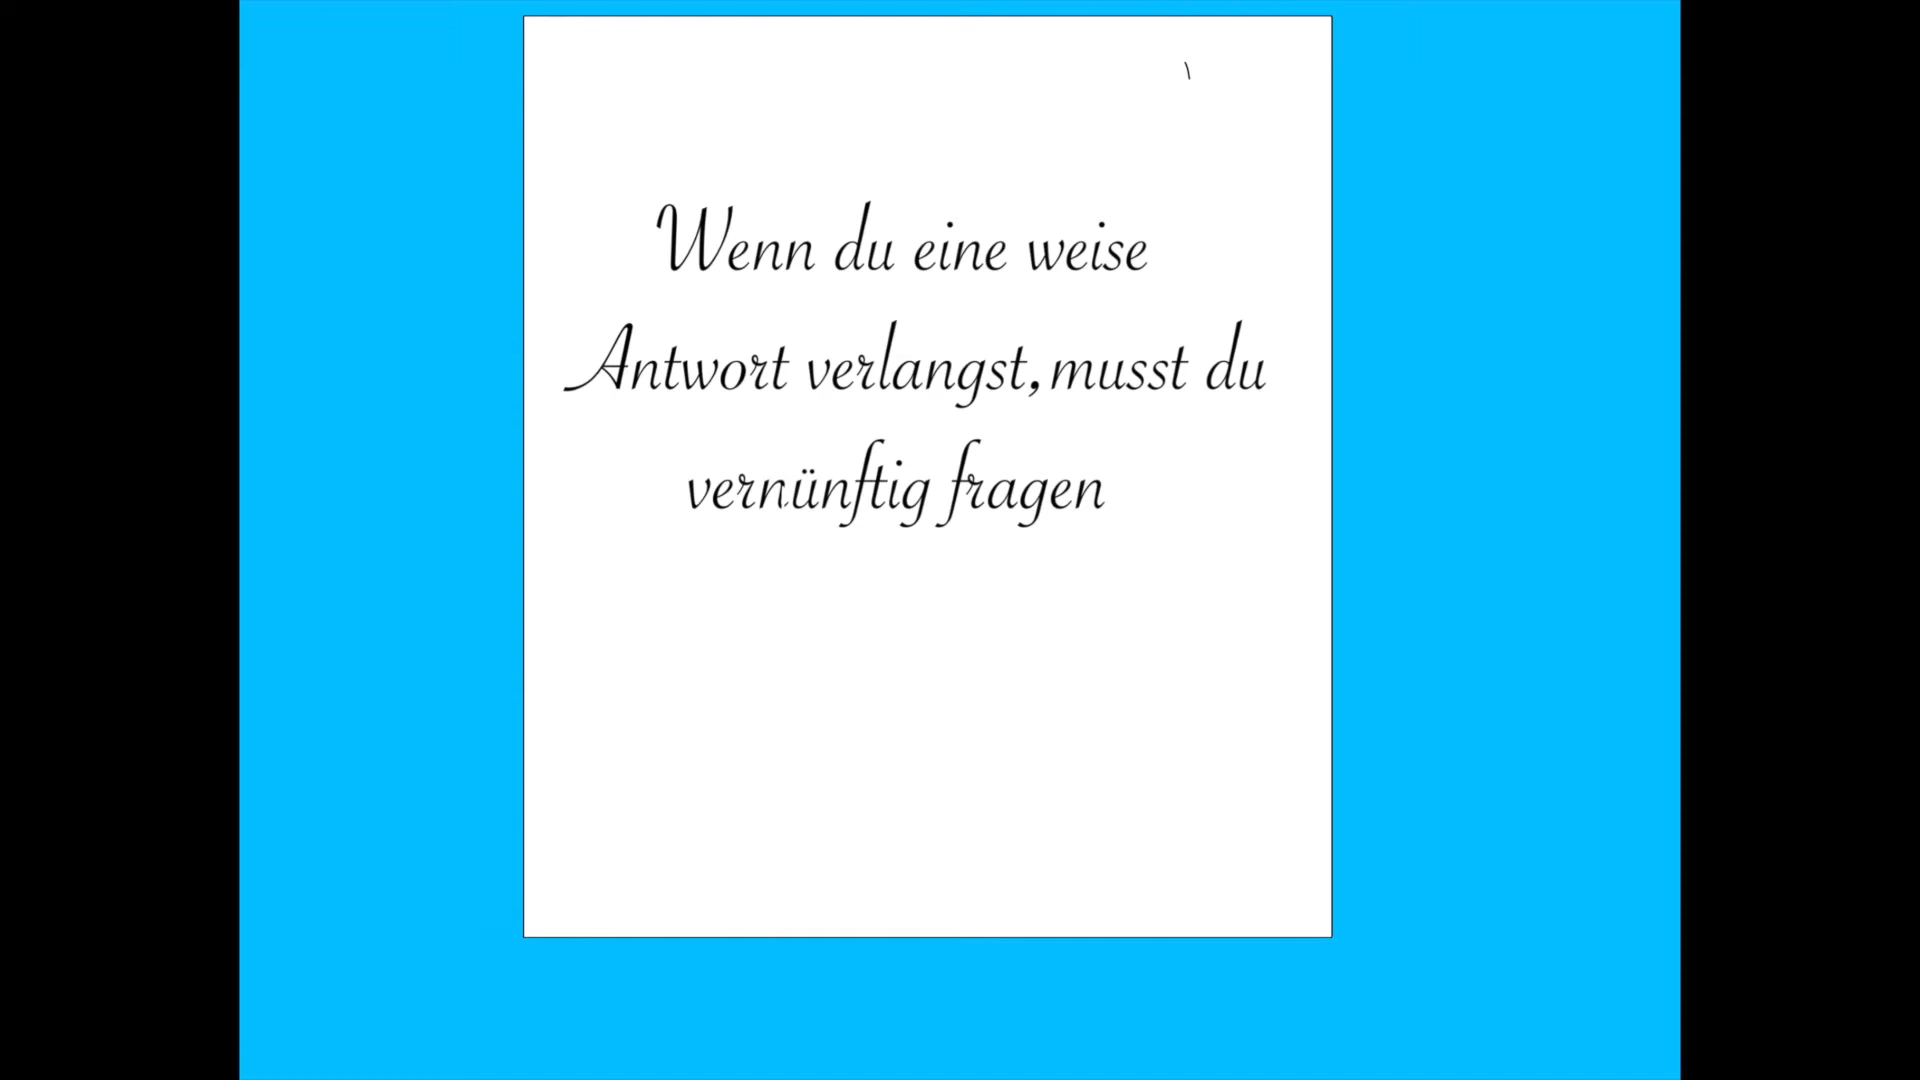 Wenn du eine weise
Antwort verlangst, musst du
vernünftig fragen